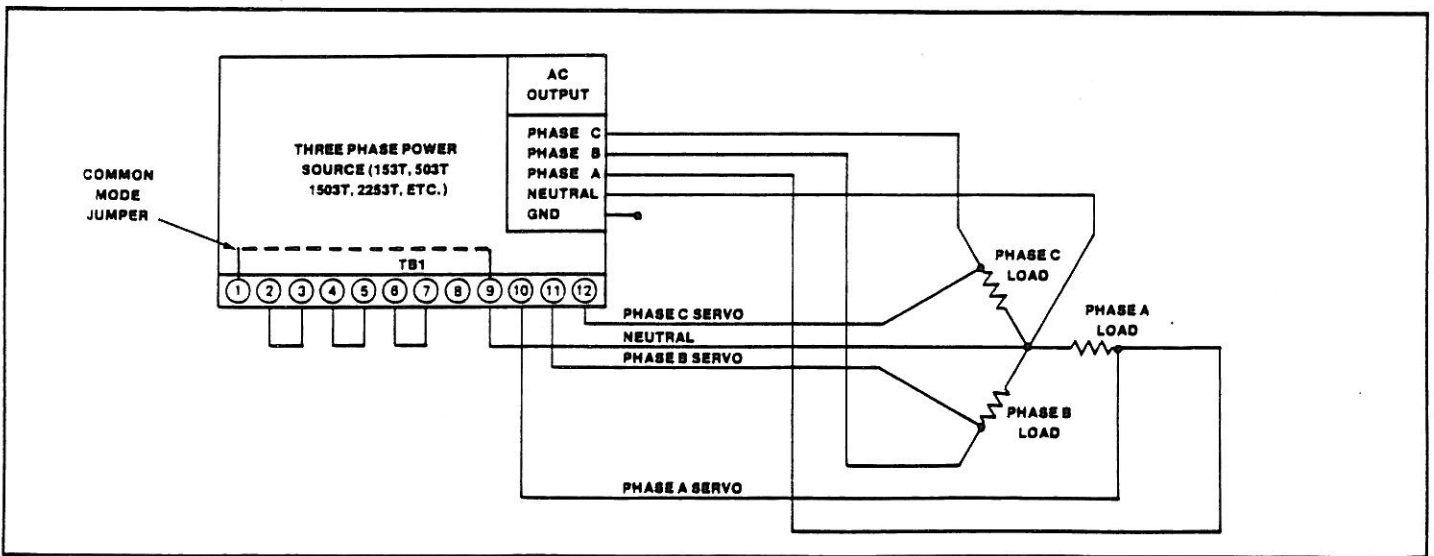 AC
OUTPUT
PHASE C
PHASE B
PHASE A
NEUTRAL
GND
THREE PHASE POWER
SOURCE (153T, 503T
1503T, 2253T, ETC.)
COMMON
MODE
JUMPER
TB1
1 2 3 4 5 6 7 8 9 10 11 12
PHASE C
LOAD
PHASE A
LOAD
PHASE B
LOAD
PHASE C SERVO
NEUTRAL
PHASE B SERVO
PHASE A SERVO